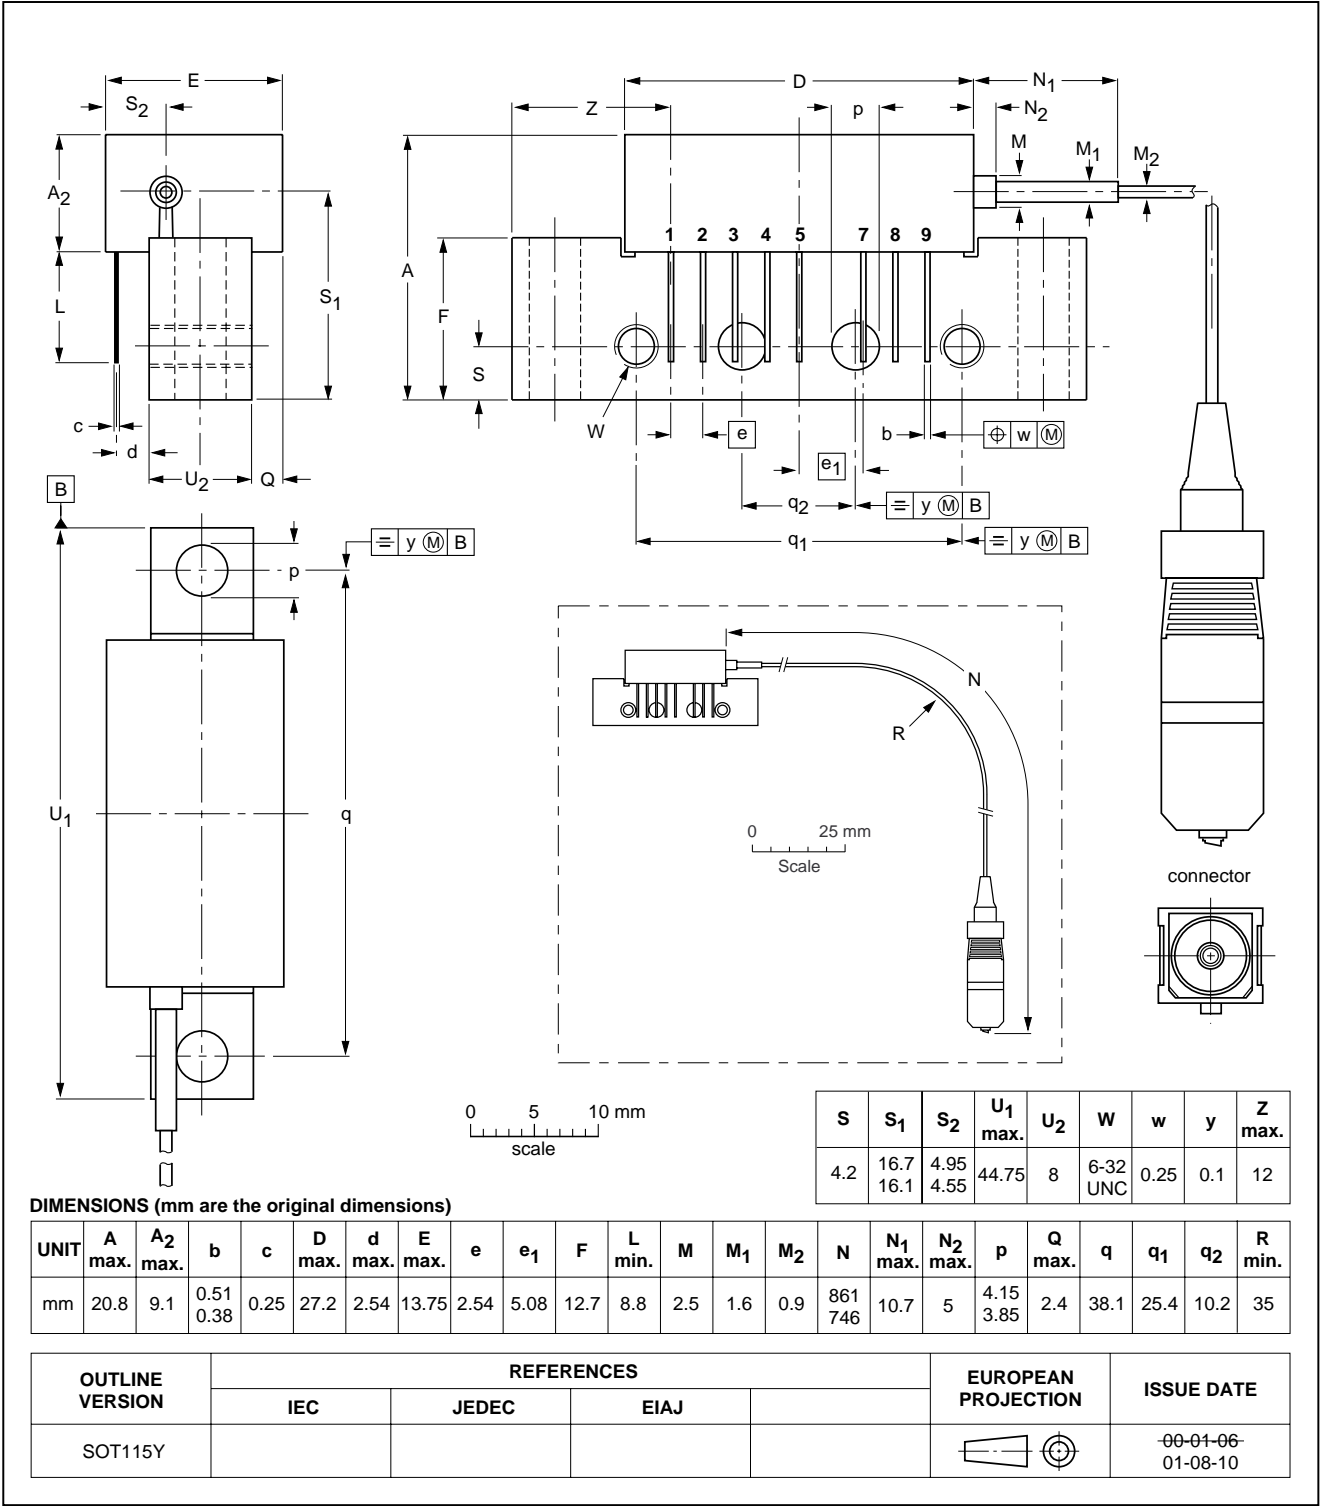 E
S2
A2
L
S1
c
d
U2
Q
D
N1
Z
p
N2
M
M1
M2
A
F
S
1 2 3 4 5 7 8 9
W
e
b
w M
e1
q2
y M B
q1
y M B
B
y M B
p
U1
q
N
R
0 25 mm
Scale
connector
0 5 10 mm
scale
S S1 S2 U1 max. U2 W w y Z max.
4.2 16.7 16.1 4.95 4.55 44.75 8 6-32 UNC 0.25 0.1 12
DIMENSIONS (mm are the original dimensions)
UNIT A max. A2 max. b c D max. d max. E max. e e1 F L min. M M1 M2 N N1 max. N2 max. p Q max. q q1 q2 R min.
mm 20.8 9.1 0.51 0.38 0.25 27.2 2.54 13.75 2.54 5.08 12.7 8.8 2.5 1.6 0.9 861 746 10.7 5 4.15 3.85 2.4 38.1 25.4 10.2 35
OUTLINE VERSION REFERENCES EUROPEAN PROJECTION ISSUE DATE
IEC JEDEC EIAJ
SOT115Y 00-01-06
01-08-10